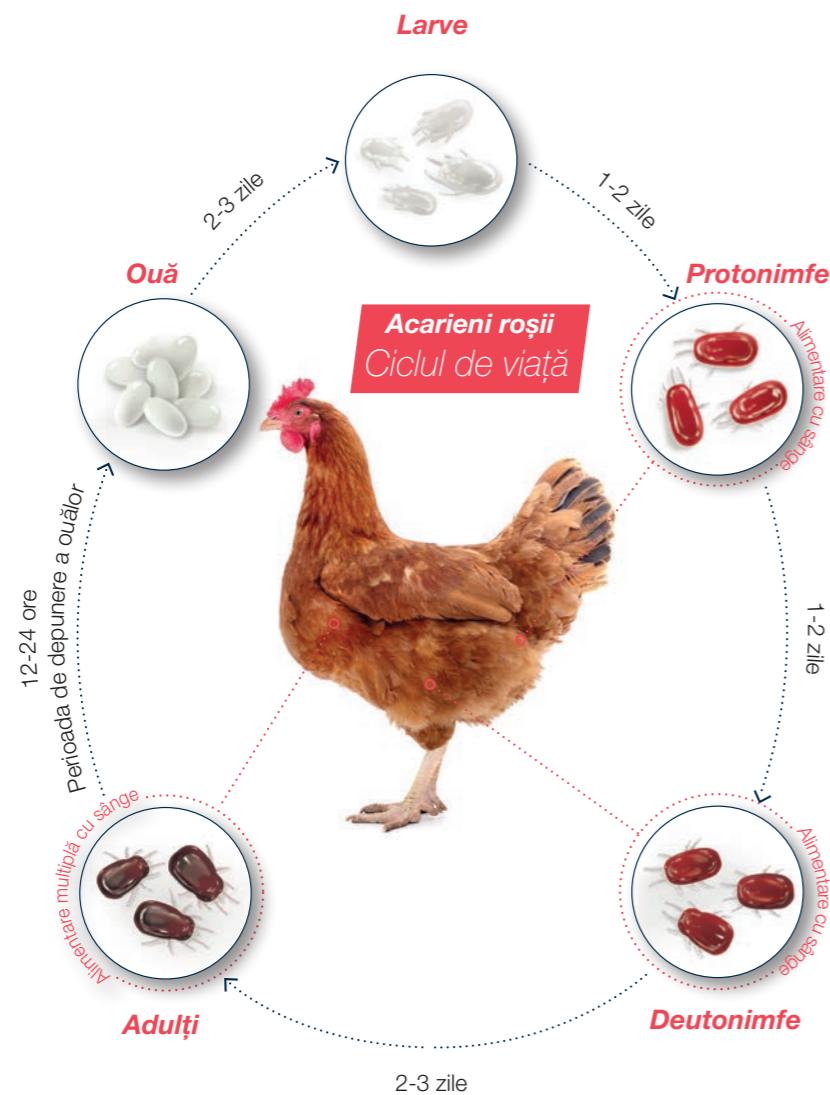 Larve
2-3 zile
1-2 zile
Ouă
Protonimfe
Acarieni roșii
Ciclul de viață
Alimentare cu sânge
12-24 ore
Perioada de depunere a ouălor
1-2 zile
Alimentare multiplă cu sânge
Alimentare cu sânge
Adulți
Deutonimfe
2-3 zile